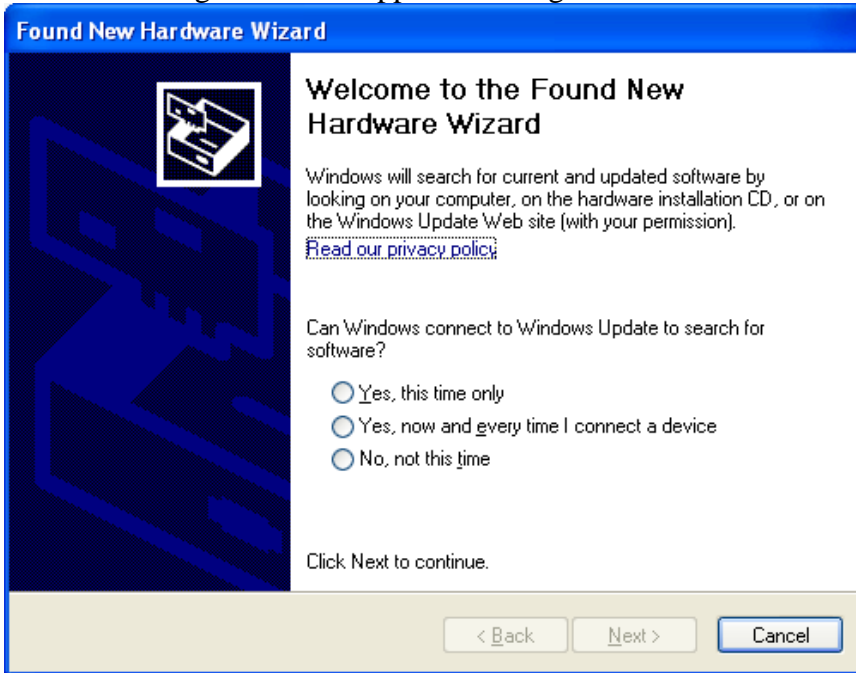 Found New Hardware Wizard
Welcome to the Found New
Hardware Wizard
Windows will search for current and updated software by
looking on your computer, on the hardware installation CD, or on
the Windows Update Web site (with your permission).
Read our privacy policy
Can Windows connect to Windows Update to search for
software?
Yes, this time only
Yes, now and every time I connect a device
No, not this time
Click Next to continue.
< Back
Next >
Cancel